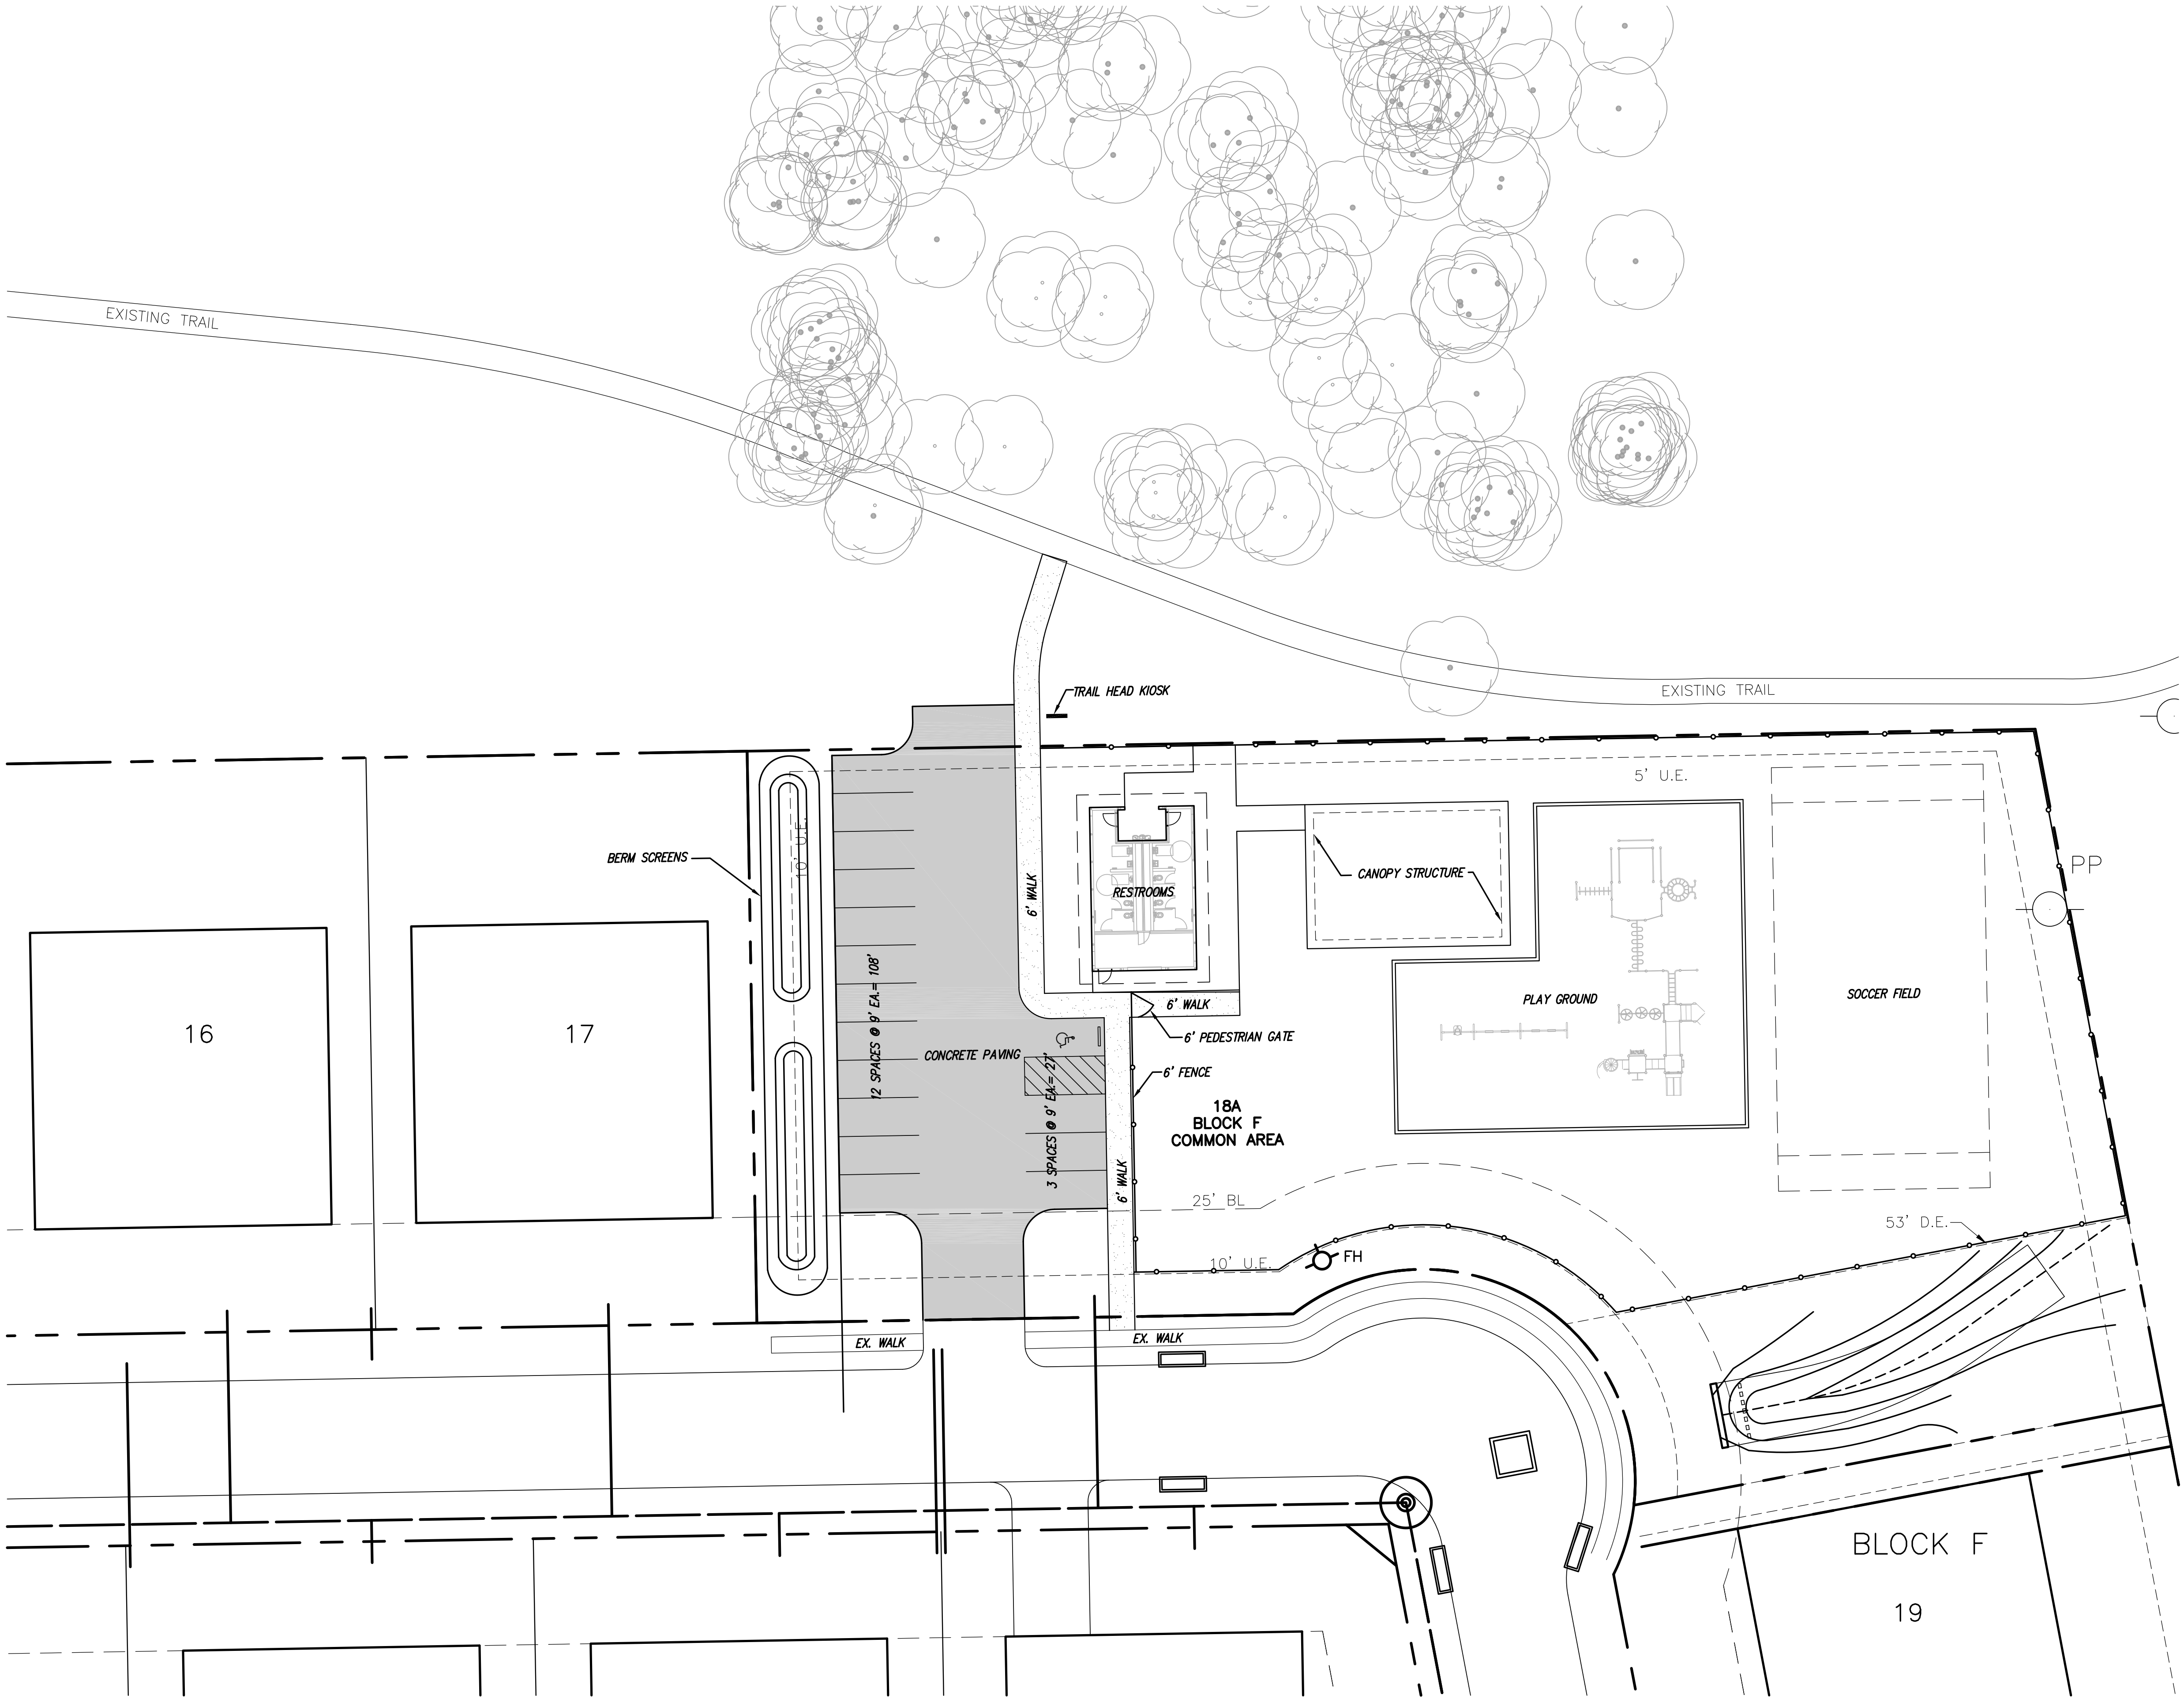 EXISTING TRAIL
TRAIL HEAD KIOSK
EXISTING TRAIL
5' U.E.
10' U.E.
BERM SCREENS
PP
6' WALK
RESTROOMS
CANOPY STRUCTURE
12 SPACES @ 9' EA.= 108'
CONCRETE PAVING
3 SPACES @ 9' EA.= 27'
6' WALK
6' PEDESTRIAN GATE
6' FENCE
PLAY GROUND
SOCCER FIELD
16
17
18A
BLOCK F
COMMON AREA
6' WALK
25' BL
10' U.E.
FH
53' D.E.
EX. WALK
EX. WALK
BLOCK F
19